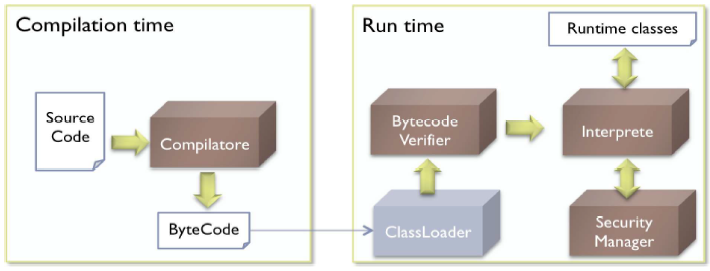 Compilation time
Source
Code
Compilatore
ByteCode
Run time
Runtime classes
Bytecode
Verifier
Interprete
ClassLoader
Security
Manager